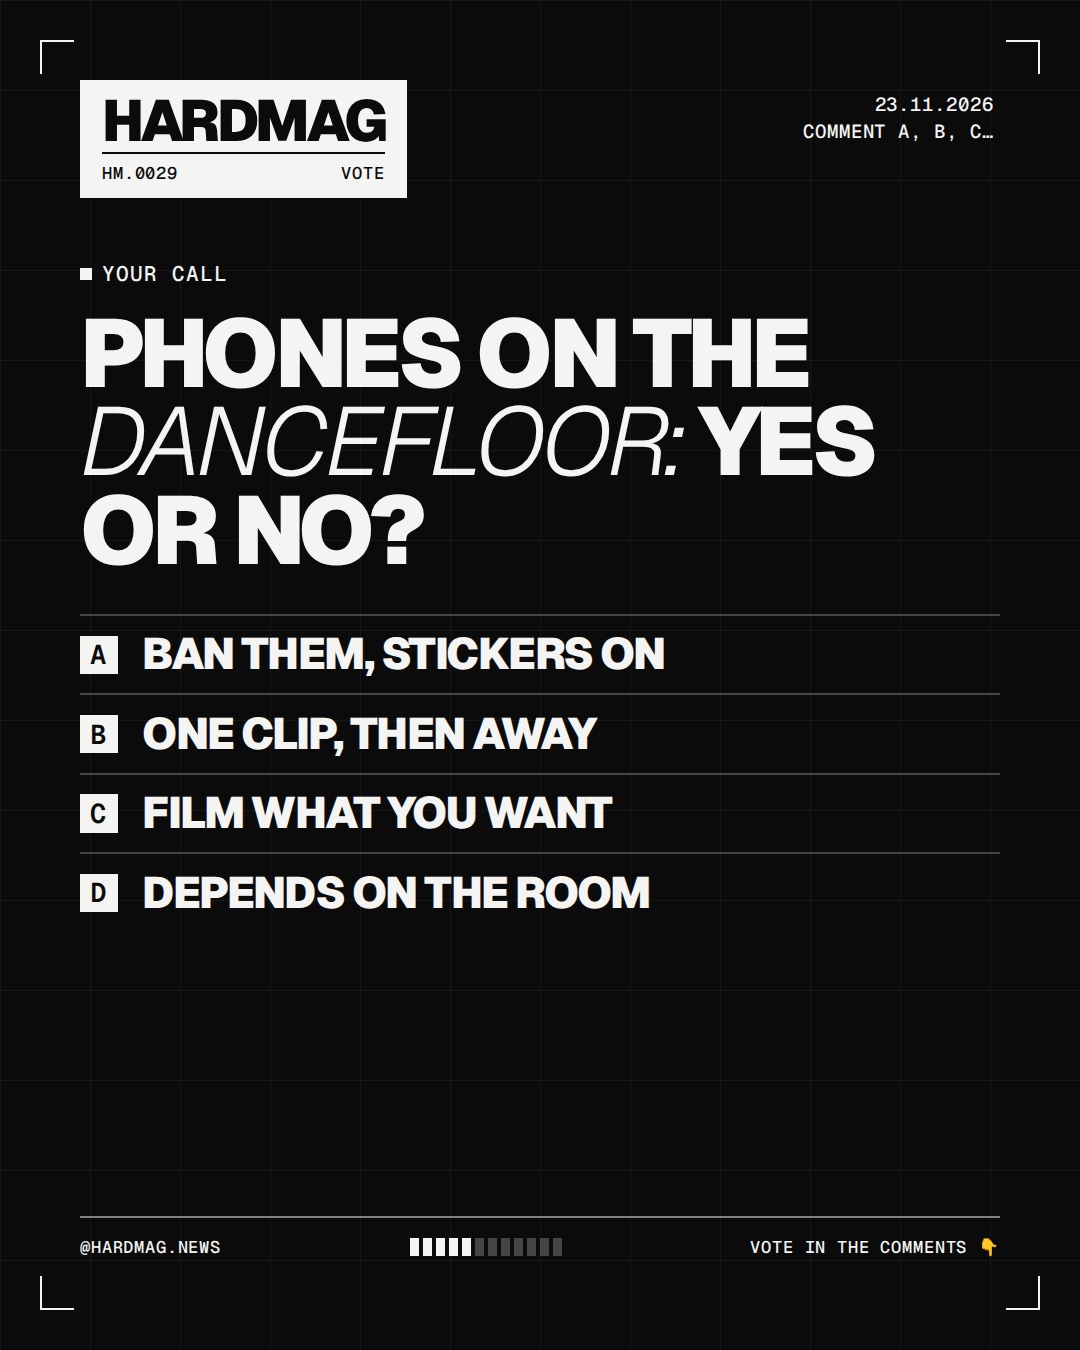 HARDMAG
HM.0029 VOTE
23.11.2026
COMMENT A, B, C…
YOUR CALL
PHONES ON THE
DANCEFLOOR: YES
OR NO?
A BAN THEM, STICKERS ON
B ONE CLIP, THEN AWAY
C FILM WHAT YOU WANT
D DEPENDS ON THE ROOM
@HARDMAG.NEWS
VOTE IN THE COMMENTS 👇